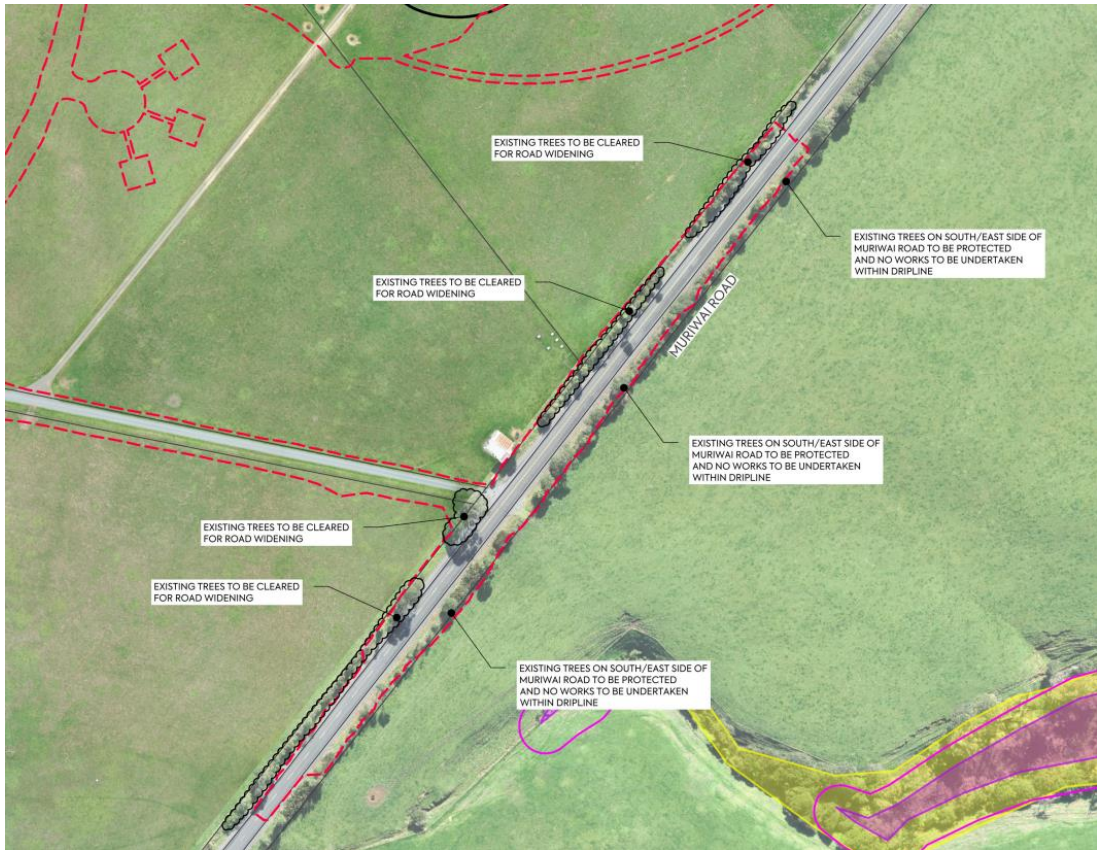 EXISTING TREES TO BE CLEARED
FOR ROAD WIDENING
EXISTING TREES ON SOUTH/EAST SIDE OF
MURIWAI ROAD TO BE PROTECTED
AND NO WORKS TO BE UNDERTAKEN
WITHIN DRIPLINE
EXISTING TREES TO BE CLEARED
FOR ROAD WIDENING
MURIWAI ROAD
EXISTING TREES ON SOUTH/EAST SIDE OF
MURIWAI ROAD TO BE PROTECTED
AND NO WORKS TO BE UNDERTAKEN
WITHIN DRIPLINE
EXISTING TREES TO BE CLEARED
FOR ROAD WIDENING
EXISTING TREES TO BE CLEARED
FOR ROAD WIDENING
EXISTING TREES ON SOUTH/EAST SIDE OF
MURIWAI ROAD TO BE PROTECTED
AND NO WORKS TO BE UNDERTAKEN
WITHIN DRIPLINE